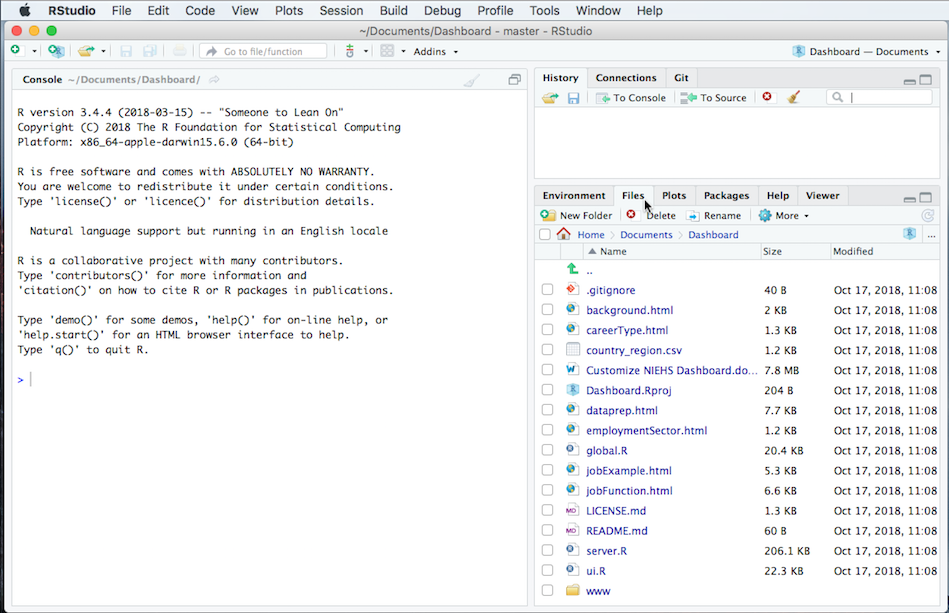 RStudio File Edit Code View Plots Session Build Debug Profile Tools Window Help
~/Documents/Dashboard - master - RStudio
Go to file/function Addins Dashboard — Documents
Console ~/Documents/Dashboard/
R version 3.4.4 (2018-03-15) -- "Someone to Lean On"
Copyright (C) 2018 The R Foundation for Statistical Computing
Platform: x86_64-apple-darwin15.6.0 (64-bit)
R is free software and comes with ABSOLUTELY NO WARRANTY.
You are welcome to redistribute it under certain conditions.
Type 'license()' or 'licence()' for distribution details.
Natural language support but running in an English locale
R is a collaborative project with many contributors.
Type 'contributors()' for more information and
'citation()' on how to cite R or R packages in publications.
Type 'demo()' for some demos, 'help()' for on-line help, or
'help.start()' for an HTML browser interface to help.
Type 'q()' to quit R.
>
History Connections Git
To Console To Source
Environment Files Plots Packages Help Viewer
New Folder Delete Rename More
Home Documents Dashboard ...
Name Size Modified
..
.gitignore 40 B Oct 17, 2018, 11:08
background.html 2 KB Oct 17, 2018, 11:08
careerType.html 1.3 KB Oct 17, 2018, 11:08
country_region.csv 1.2 KB Oct 17, 2018, 11:08
Customize NIEHS Dashboard.do... 7.8 MB Oct 17, 2018, 11:08
Dashboard.Rproj 204 B Oct 17, 2018, 11:08
dataprep.html 7.7 KB Oct 17, 2018, 11:08
employmentSector.html 1.2 KB Oct 17, 2018, 11:08
global.R 20.4 KB Oct 17, 2018, 11:08
jobExample.html 5.3 KB Oct 17, 2018, 11:08
jobFunction.html 6.6 KB Oct 17, 2018, 11:08
MD LICENSE.md 1.3 KB Oct 17, 2018, 11:08
MD README.md 60 B Oct 17, 2018, 11:08
server.R 206.1 KB Oct 17, 2018, 11:08
ui.R 22.3 KB Oct 17, 2018, 11:08
www